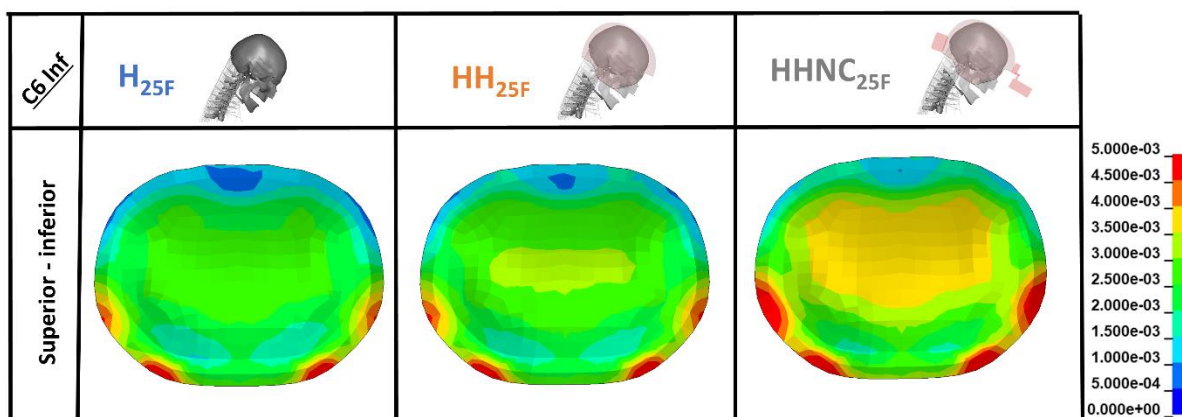 C6 Inf
H25F
HH25F
HHNC25F
Superior - inferior
5.000e-03
4.500e-03
4.000e-03
3.500e-03
3.000e-03
2.500e-03
2.000e-03
1.500e-03
1.000e-03
5.000e-04
0.000e+00